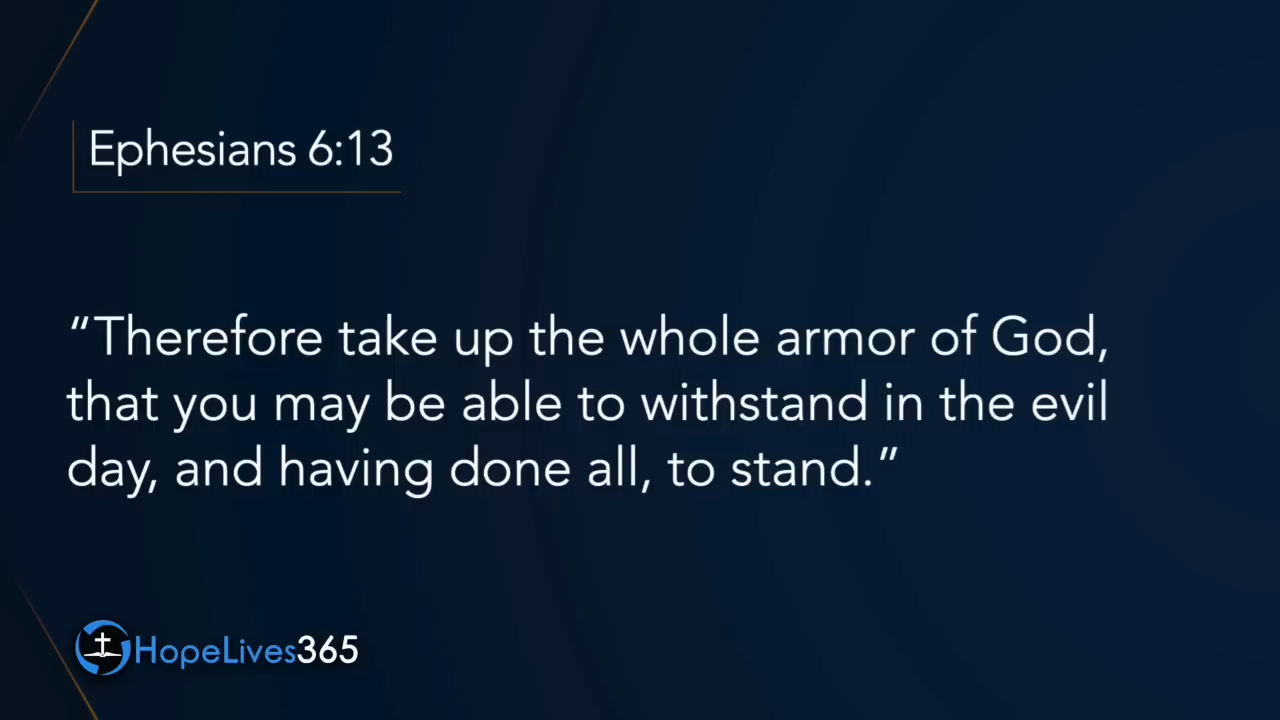 Ephesians 6:13
“Therefore take up the whole armor of God,
that you may be able to withstand in the evil
day, and having done all, to stand.”
HopeLives365